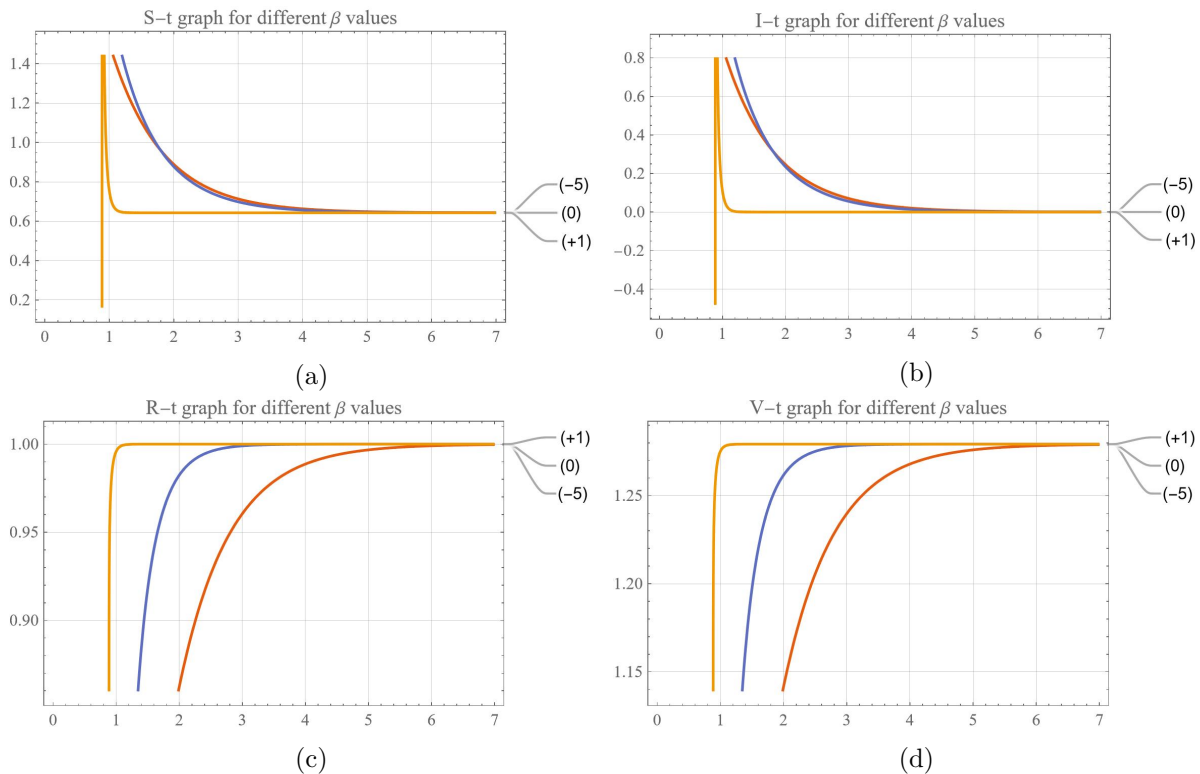 S−t graph for different β values
1.4
1.2
1.0
0.8
0.6
0.4
0.2
0 1 2 3 4 5 6 7
(−5)
(0)
(+1)
(a)
I−t graph for different β values
0.8
0.6
0.4
0.2
0.0
−0.2
−0.4
0 1 2 3 4 5 6 7
(−5)
(0)
(+1)
(b)
R−t graph for different β values
1.00
0.95
0.90
0 1 2 3 4 5 6 7
(+1)
(0)
(−5)
(c)
V−t graph for different β values
1.25
1.20
1.15
0 1 2 3 4 5 6 7
(+1)
(0)
(−5)
(d)